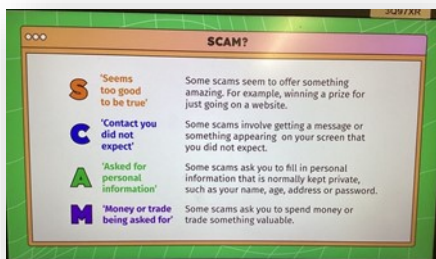 3Q97XR
SCAM?
S
'Seems
too good
to be true'
Some scams seem to offer something
amazing. For example, winning a prize for
just going on a website.
C
'Contact you
did not
expect'
Some scams involve getting a message or
something appearing on your screen that
you did not expect.
A
'Asked for
personal
information'
Some scams ask you to fill in personal
information that is normally kept private,
such as your name, age, address or password.
M
'Money or trade
being asked for'
Some scams ask you to spend money or
trade something valuable.